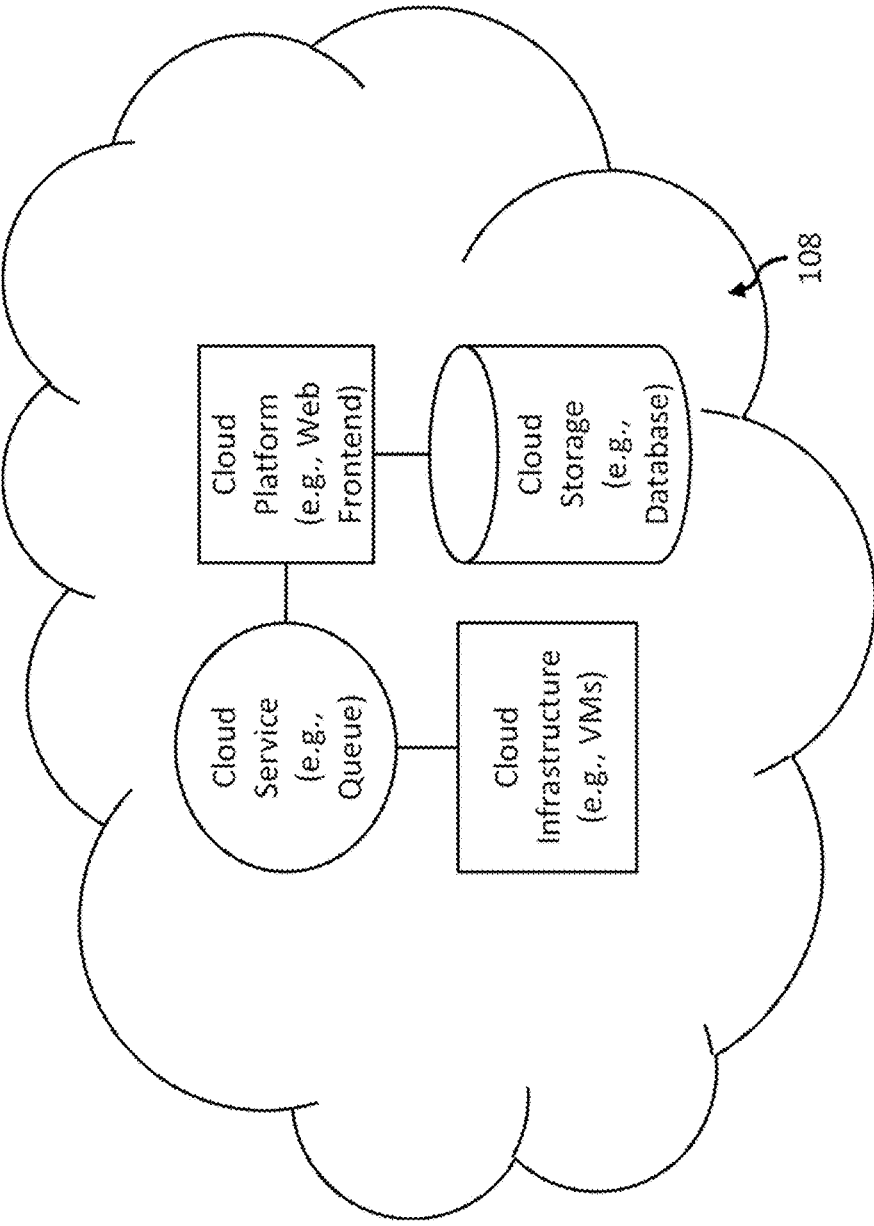 Cloud
Service
(e.g.,
Queue)
Cloud
Platform
(e.g., Web
Frontend)
Cloud
Infrastructure
(e.g., VMs)
Cloud
Storage
(e.g.,
Database)
108